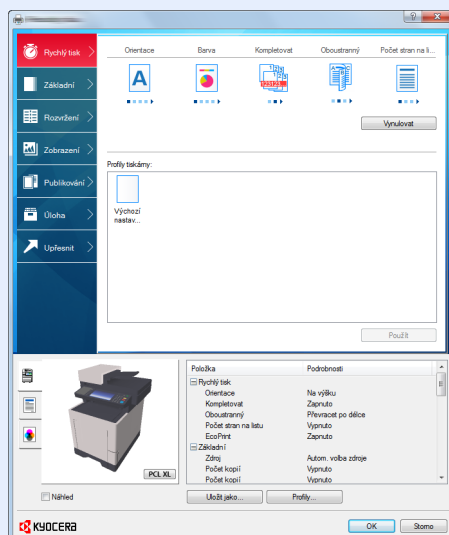 Rychlý tisk
Orientace
Barva
Kompletovat
Oboustranný
Počet stran na li...
Základní
Rozvržení
Zobrazení
Publikování
Úloha
Upřesnit
A
123
Vynulovat
Profily tiskárny:
Výchozí
nastav...
Použít
Položka Podrobnosti
Rychlý tisk
Orientace Na výšku
Kompletovat Zapnuto
Oboustranný Převracet po délce
Počet stran na listu Vypnuto
EcoPrint Zapnuto
Základní
Zdroj Autom. volba zdroje
Počet kopií Vypnuto
Počet kopií Vypnuto
PCL XL
Náhled
Uložit jako...
Profily...
KYOCERA
OK
Storno